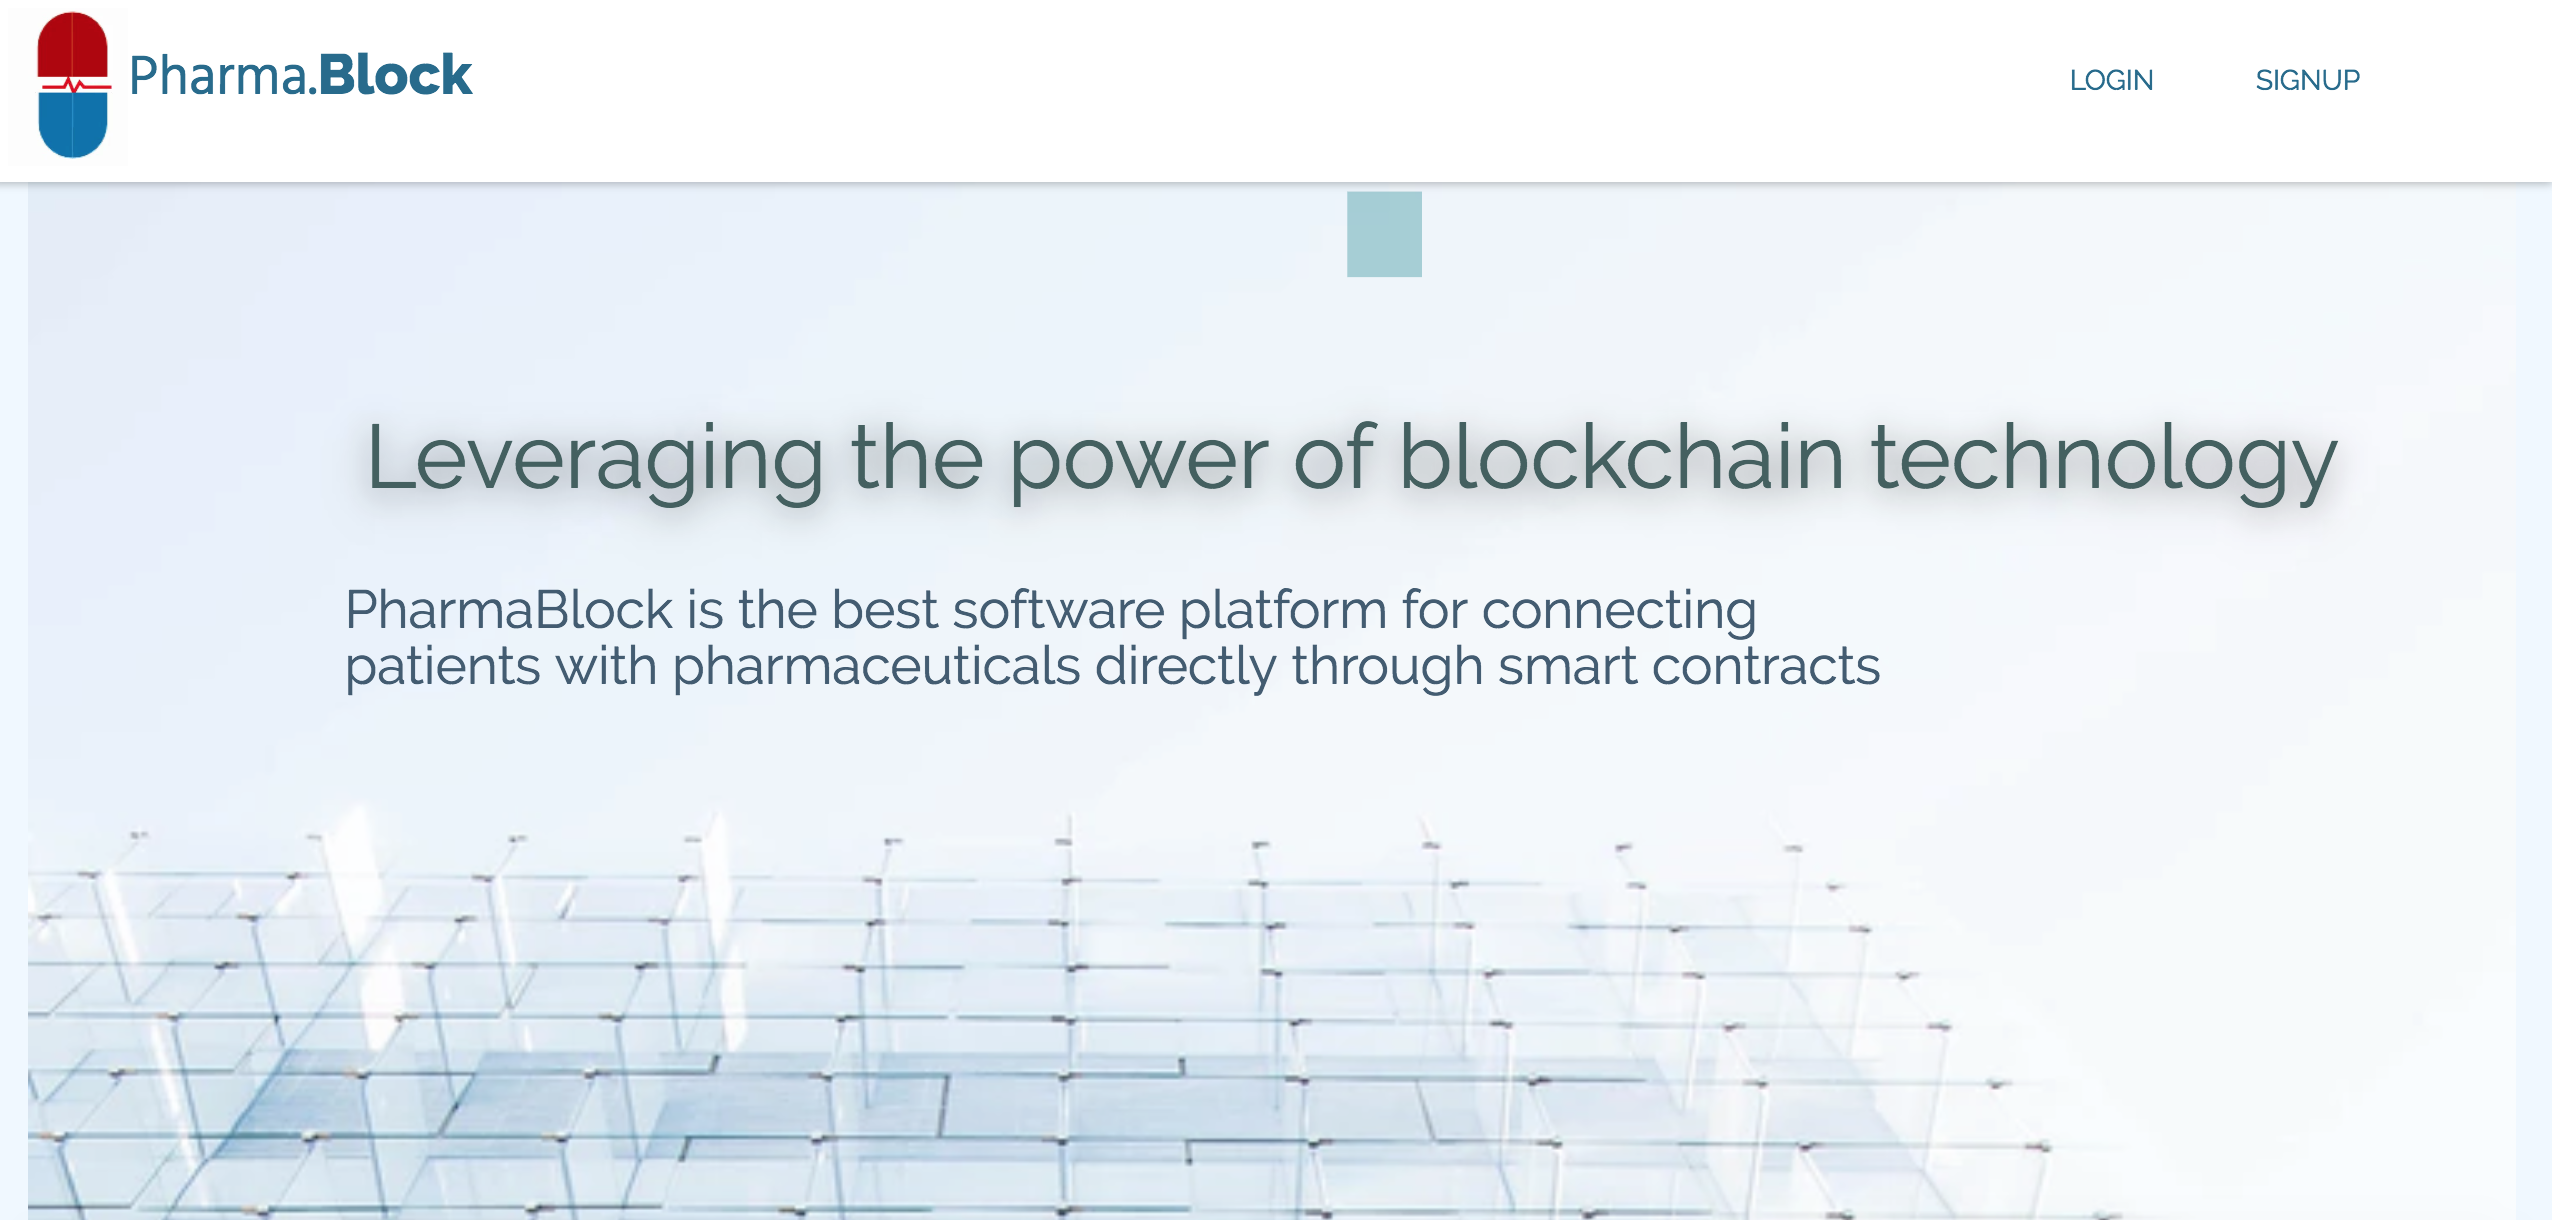 Pharma.Block
LOGIN
SIGNUP
Leveraging the power of blockchain technology
PharmaBlock is the best software platform for connecting
patients with pharmaceuticals directly through smart contracts